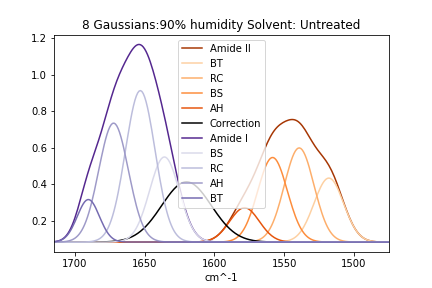 8 Gaussians:90% humidity Solvent: Untreated
1.2
1.0
0.8
0.6
0.4
0.2
Amide II
BT
RC
BS
AH
Correction
Amide I
BS
RC
AH
BT
1700 1650 1600 1550 1500
cm^-1